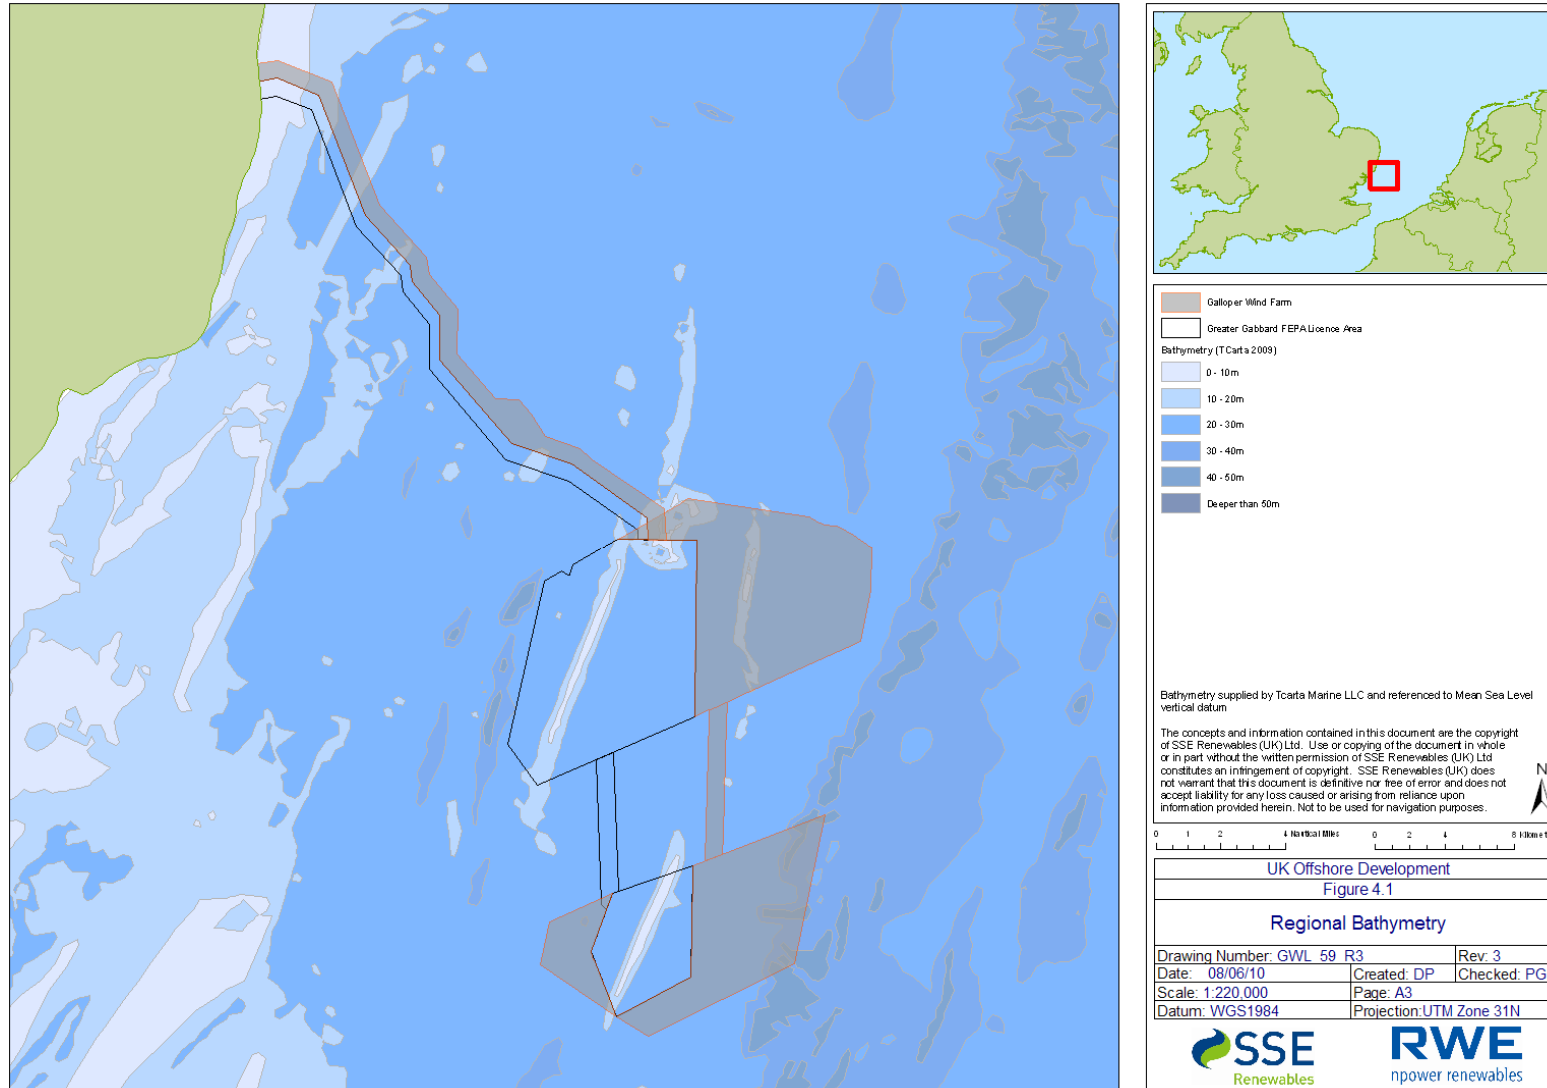 Galloper Wind Farm
Greater Gabbard FEPA Licence Area
Bathymetry (TCarta 2009)
0 - 10m
10 - 20m
20 - 30m
30 - 40m
40 - 50m
Deeper than 50m
Bathymetry supplied by Tcarta Marine LLC and referenced to Mean Sea Level
vertical datum
The concepts and information contained in this document are the copyright
of SSE Renewables (UK) Ltd. Use or copying of the document in whole
or in part without the written permission of SSE Renewables (UK) Ltd
constitutes an infringement of copyright. SSE Renewables (UK) does
not warrant that this document is definitive nor free of error and does not
accept liability for any loss caused or arising from reliance upon
information provided herein. Not to be used for navigation purposes.
N
0 1 2 4 Nautical Miles 0 2 4 8 Kilomet
UK Offshore Development
Figure 4.1
Regional Bathymetry
Drawing Number: GWL_59_R3 Rev: 3
Date: 08/06/10 Created: DP Checked: PG
Scale: 1:220,000 Page: A3
Datum: WGS1984 Projection:UTM Zone 31N
SSE
Renewables
RWE
npower renewables